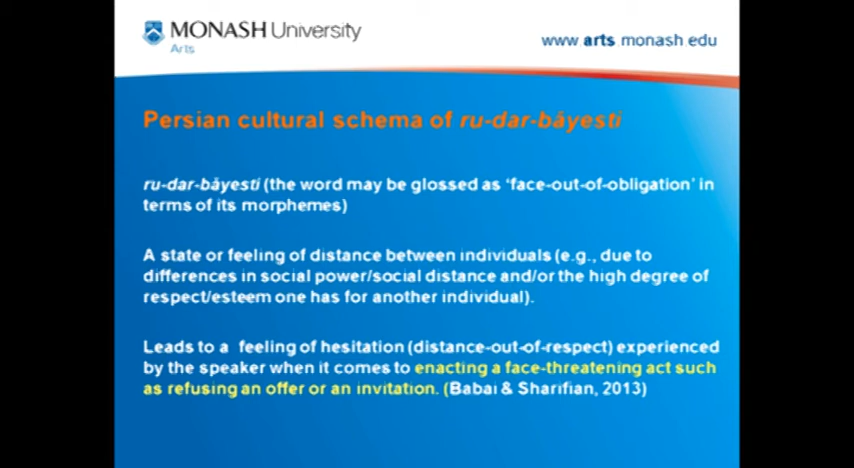 MONASH University
Arts
www arts monash edu
Persian cultural schema of ru-dar-bāyesti
ru-dar-bāyesti (the word may be glossed as 'face-out-of-obligation' in
terms of its morphemes)
A state or feeling of distance between individuals (e.g., due to
differences in social power/social distance and/or the high degree of
respect/esteem one has for another individual).
Leads to a feeling of hesitation (distance-out-of-respect) experienced
by the speaker when it comes to enacting a face-threatening act such
as refusing an offer or an invitation. (Babai & Sharifian, 2013)